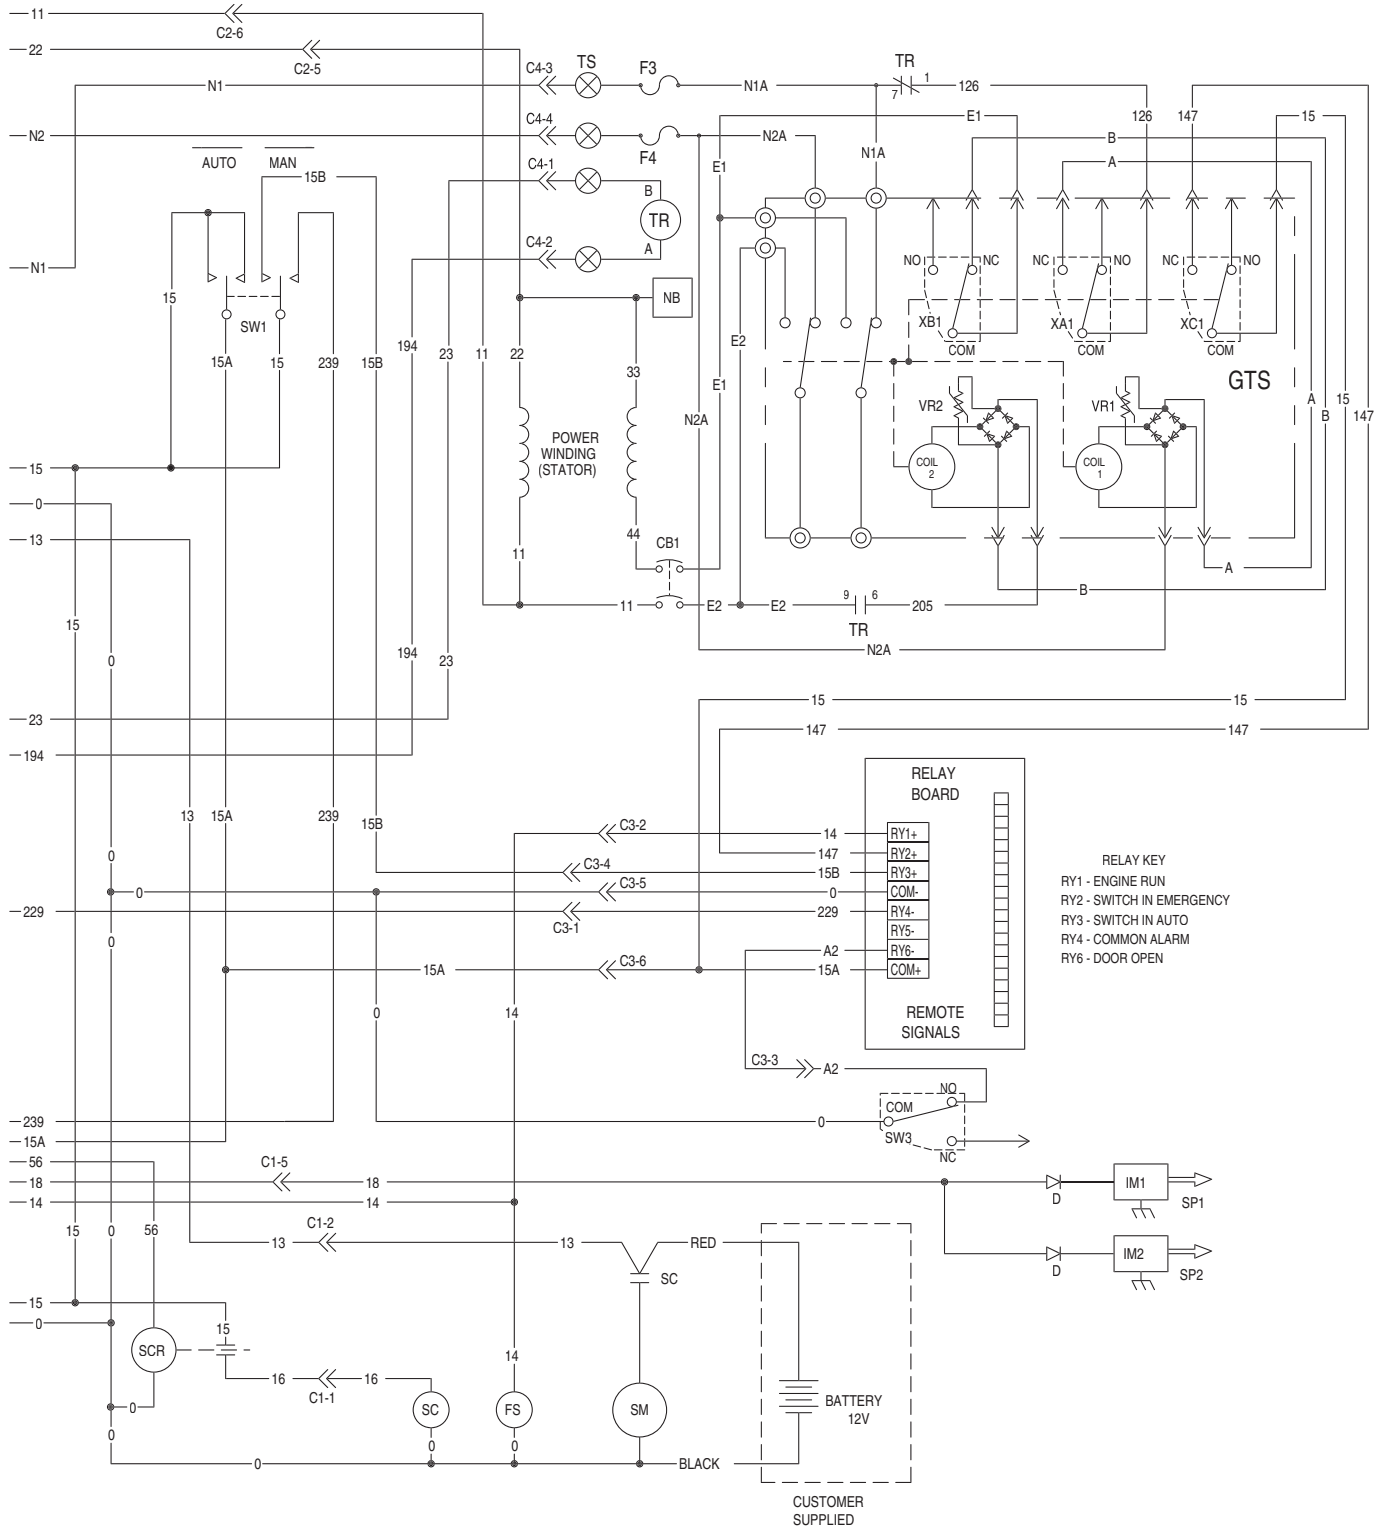 11
C2-6
22
C2-5
N1
C4-3
TS
F3
N1A
TR
7
1
126
N2
C4-4
F4
N2A
E1
126
147
15
B
A
N1A
E1
AUTO
MAN
15B
C4-1
B
TR
A
C4-2
N1
15
SW1
NB
NO
NC
NC
NO
NC
NO
XB1
COM
XA1
COM
XC1
COM
15A
15
239
15B
194
23
11
22
33
E2
E1
N2A
GTS
A
B
15
147
VR2
VR1
POWER
WINDING
(STATOR)
COIL
2
COIL
1
15
0
13
11
44
CB1
A
B
11
E2
E2
9
6
205
TR
N2A
15
0
194
23
23
194
15
15
147
147
13
15A
239
15B
0
RELAY
BOARD
C3-2
14
RY1+
147
RY2+
C3-4
15B
RY3+
0
C3-5
0
COM-
229
C3-1
229
RY4-
RY5-
0
A2
RY6-
15A
C3-6
15A
COM+
REMOTE
SIGNALS
RELAY KEY
RY1 - ENGINE RUN
RY2 - SWITCH IN EMERGENCY
RY3 - SWITCH IN AUTO
RY4 - COMMON ALARM
RY6 - DOOR OPEN
0
14
C3-3
A2
NO
COM
SW3
NC
0
239
15A
56
C1-5
18
18
14
14
D
IM1
SP1
D
IM2
SP2
15
0
56
C1-2
13
13
RED
SC
15
0
15
SCR
16
C1-1
16
14
SC
FS
SM
BATTERY
12V
0
0
0
0
0
BLACK
CUSTOMER
SUPPLIED